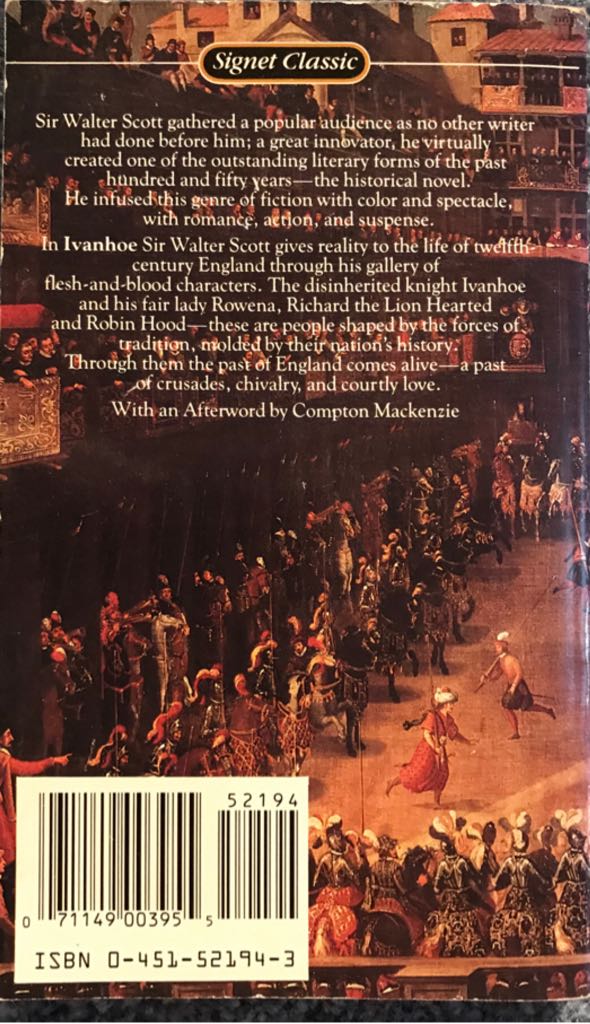 Signet Classic
Sir Walter Scott gathered a popular audience as no other writer
had done before him; a great innovator, he virtually
created one of the outstanding literary forms of the past
hundred and fifty years—the historical novel.
He infused this genre of fiction with color and spectacle,
with romance, action, and suspense.
In Ivanhoe Sir Walter Scott gives reality to the life of twelfth-
century England through his gallery of
flesh-and-blood characters. The disinherited knight Ivanhoe
and his fair lady Rowena, Richard the Lion Hearted
and Robin Hood—these are people shaped by the forces of
tradition, molded by their nation's history.
Through them the past of England comes alive—a past
of crusades, chivalry, and courtly love.
With an Afterword by Compton Mackenzie
52194
0 71149 00395 5
ISBN 0-451-52194-3